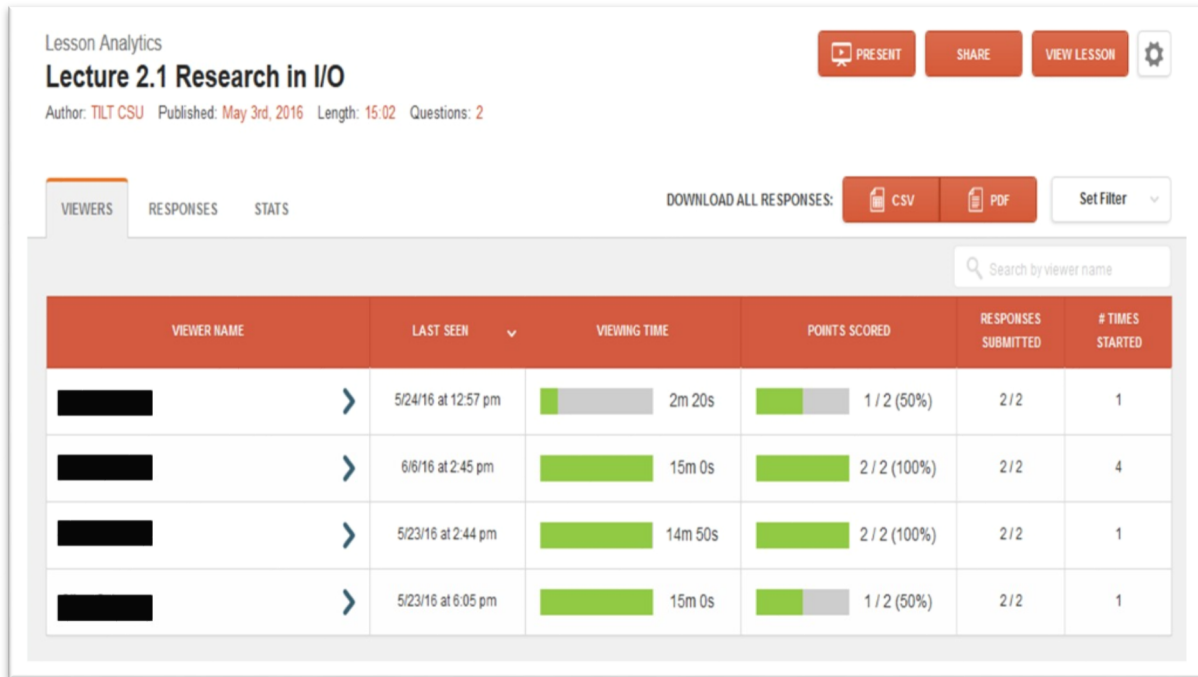 Lesson Analytics
Lecture 2.1 Research in I/O
Author: TILT CSU Published: May 3rd, 2016 Length: 15:02 Questions: 2
PRESENT SHARE VIEW LESSON
VIEWERS RESPONSES STATS
DOWNLOAD ALL RESPONSES: CSV PDF Set Filter
Search by viewer name
VIEWER NAME LAST SEEN VIEWING TIME POINTS SCORED RESPONSES SUBMITTED # TIMES STARTED
5/24/16 at 12:57 pm 2m 20s 1 / 2 (50%) 2 / 2 1
6/6/16 at 2:45 pm 15m 0s 2 / 2 (100%) 2 / 2 4
5/23/16 at 2:44 pm 14m 50s 2 / 2 (100%) 2 / 2 1
5/23/16 at 6:05 pm 15m 0s 1 / 2 (50%) 2 / 2 1